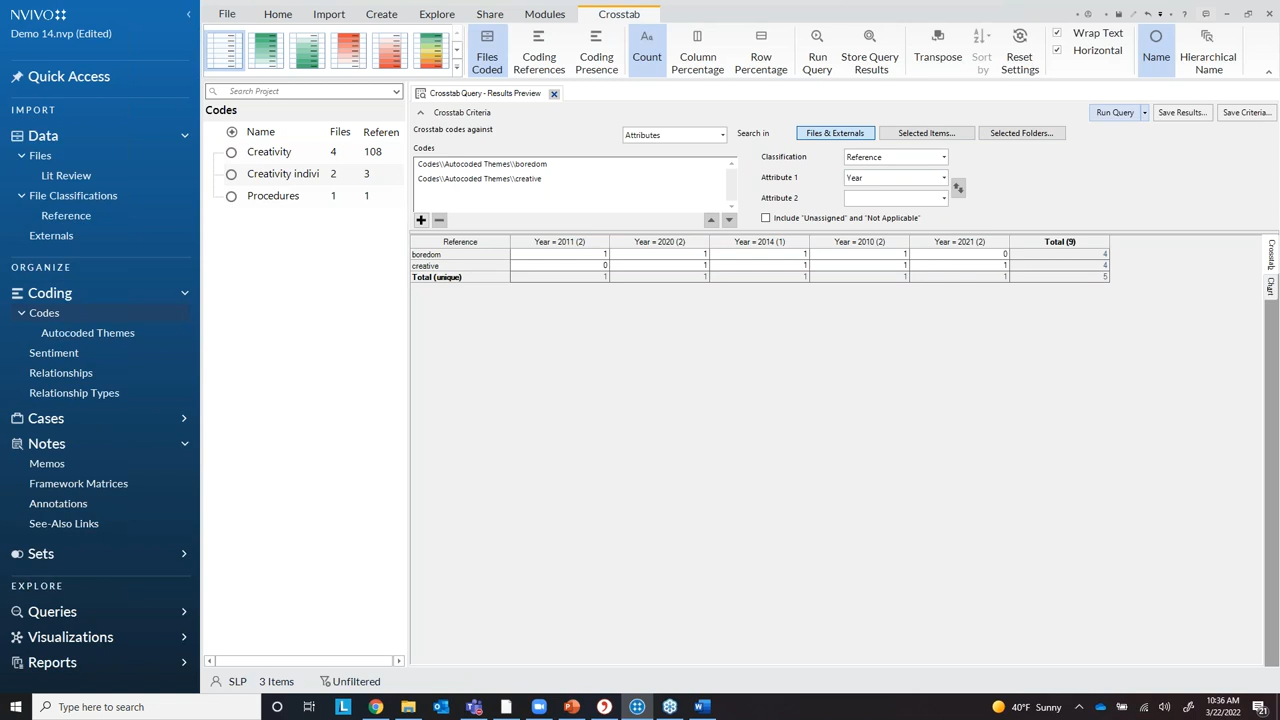 NVIVO
Demo 14.nvp (Edited)
Quick Access
IMPORT
Data
Files
Lit Review
File Classifications
Reference
Externals
ORGANIZE
Coding
Codes
Autocoded Themes
Sentiment
Relationships
Relationship Types
Cases
Notes
Memos
Framework Matrices
Annotations
See-Also Links
Sets
EXPLORE
Queries
Visualizations
Reports
File Home Import Create Explore Share Modules Crosstab
Files Coded
Coding References
Coding Presence
Count
Column Percentage
Row Percentage
Run Query
Store Query Results
Transpose
Sort by
Reset Settings
Wrap Text
Horizontal
Name
Hierarchical Name
Search Project
Codes
Name Files Referen
Creativity 4 108
Creativity indivi 2 3
Procedures 1 1
Crosstab Query - Results Preview
Crosstab Criteria
Run Query Save Results... Save Criteria...
Crosstab codes against Attributes Search in Files & Externals Selected Items... Selected Folders...
Codes
Codes\\Autocoded Themes\\boredom
Codes\\Autocoded Themes\\creative
Classification Reference
Attribute 1 Year
Attribute 2
Include "Unassigned" and "Not Applicable"
Reference Year = 2011 (2) Year = 2020 (2) Year = 2014 (1) Year = 2010 (2) Year = 2021 (2) Total (9)
boredom 1 1 1 1 0 4
creative 0 1 1 1 1 4
Total (unique) 1 1 1 1 1 5
Crosstab
Chart
SLP 3 Items Unfiltered
Type here to search
40°F Sunny
10:36 AM
3/22/2022